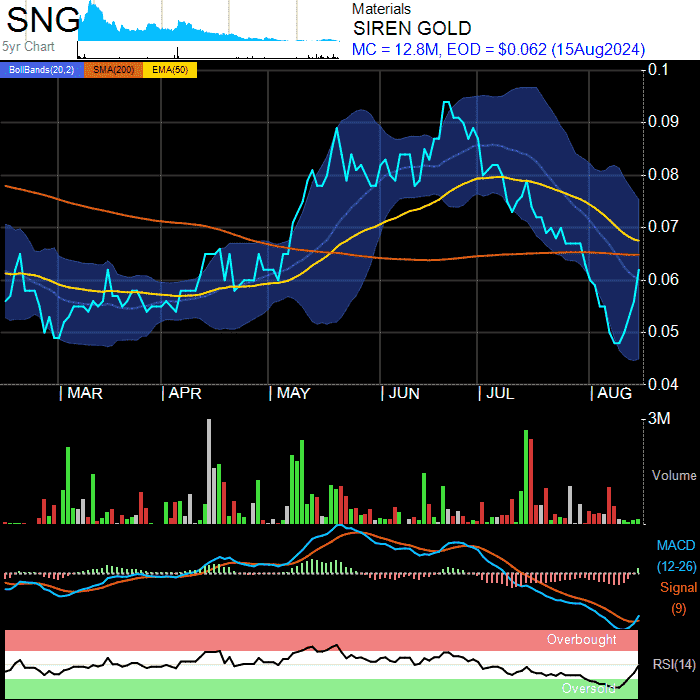 SNG
5yr Chart
Materials
SIREN GOLD
MC = 12.8M, EOD = $0.062 (15Aug2024)
BollBands(20,2) SMA(200) EMA(50)
0.1
0.09
0.08
0.07
0.06
0.05
0.04
MAR APR MAY JUN JUL AUG
3M
Volume
MACD
(12-26)
Signal
(9)
Overbought
RSI(14)
Oversold